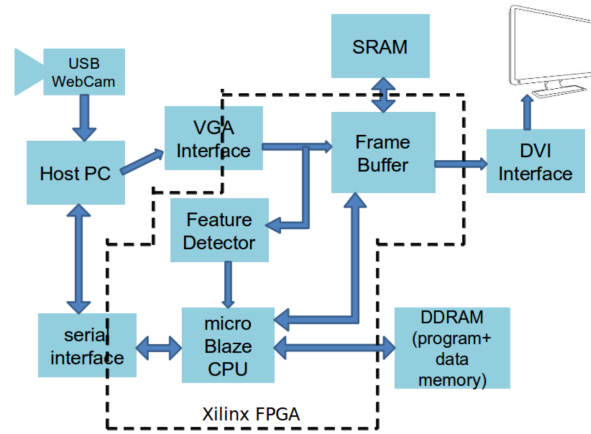 USB
WebCam
SRAM
VGA
Interface
Frame
Buffer
Host PC
DVI
Interface
Feature
Detector
serial
interface
micro
Blaze
CPU
DDRAM
(program+
data
memory)
Xilinx FPGA